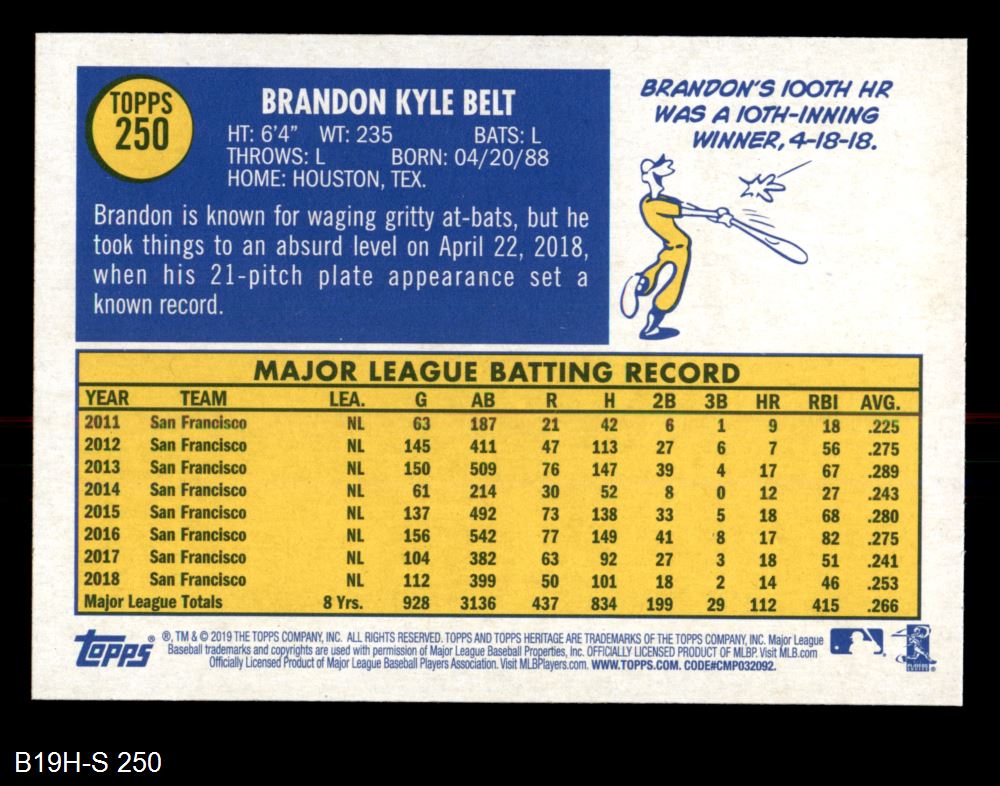 TOPPS
250
BRANDON KYLE BELT
HT: 6'4" WT: 235 BATS: L
THROWS: L BORN: 04/20/88
HOME: HOUSTON, TEX.
Brandon is known for waging gritty at-bats, but he
took things to an absurd level on April 22, 2018,
when his 21-pitch plate appearance set a
known record.
BRANDON'S 100TH HR
WAS A 10TH-INNING
WINNER, 4-18-18.
MAJOR LEAGUE BATTING RECORD
YEAR TEAM LEA. G AB R H 2B 3B HR RBI AVG.
2011 San Francisco NL 63 187 21 42 6 1 9 18 .225
2012 San Francisco NL 145 411 47 113 27 6 7 56 .275
2013 San Francisco NL 150 509 76 147 39 4 17 67 .289
2014 San Francisco NL 61 214 30 52 8 0 12 27 .243
2015 San Francisco NL 137 492 73 138 33 5 18 68 .280
2016 San Francisco NL 156 542 77 149 41 8 17 82 .275
2017 San Francisco NL 104 382 63 92 27 3 18 51 .241
2018 San Francisco NL 112 399 50 101 18 2 14 46 .253
Major League Totals 8 Yrs. 928 3136 437 834 199 29 112 415 .266
topps ® ®, TM & © 2019 THE TOPPS COMPANY, INC. ALL RIGHTS RESERVED. TOPPS AND TOPPS HERITAGE ARE TRADEMARKS OF THE TOPPS COMPANY, INC. Major League
Baseball trademarks and copyrights are used with permission of Major League Baseball Properties, Inc. OFFICIALLY LICENSED PRODUCT OF MLBP. Visit MLB.com
Officially Licensed Product of Major League Baseball Players Association. Visit MLBPlayers.com. WWW.TOPPS.COM. CODE#CMP032092.
B19H-S 250